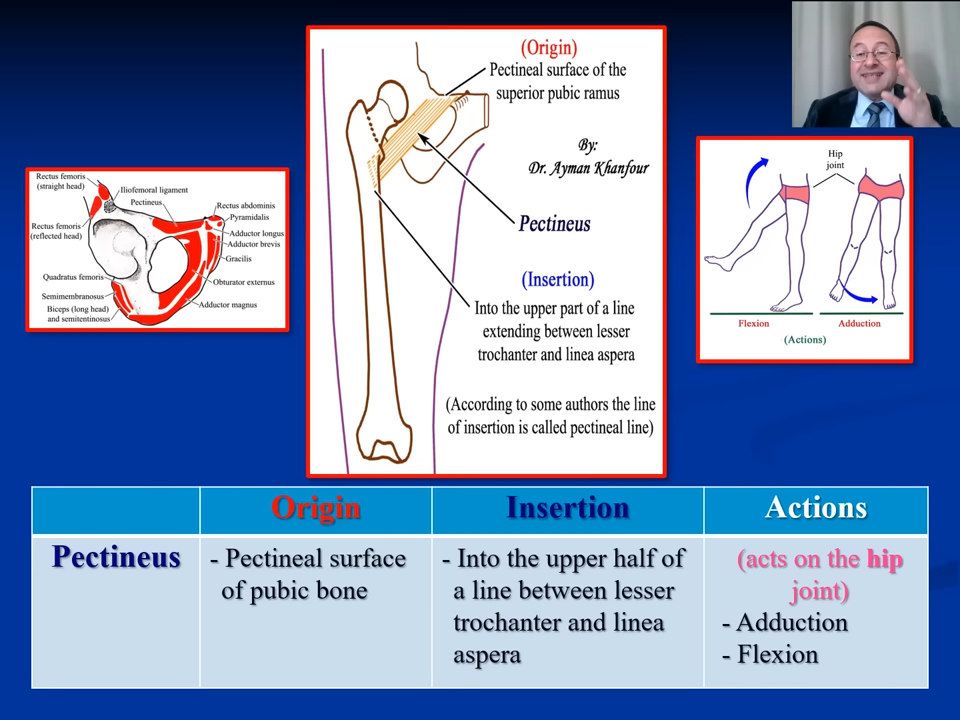 (Origin)
Pectineal surface of the
superior pubic ramus
By:
Dr. Ayman Khanfour
Pectineus
(Insertion)
Into the upper part of a line
extending between lesser
trochanter and linea aspera
(According to some authors the line
of insertion is called pectineal line)
Rectus femoris
(straight head)
Iliofemoral ligament
Pectineus
Rectus abdominis
Pyramidalis
Rectus femoris
(reflected head)
Adductor longus
Adductor brevis
Gracilis
Quadratus femoris
Obturator externus
Semimembranosus
Adductor magnus
Biceps (long head)
and semitentinosus
Hip
joint
Flexion
Adduction
(Actions)
Origin
Insertion
Actions
Pectineus
- Pectineal surface
of pubic bone
- Into the upper half of
a line between lesser
trochanter and linea
aspera
(acts on the hip
joint)
- Adduction
- Flexion